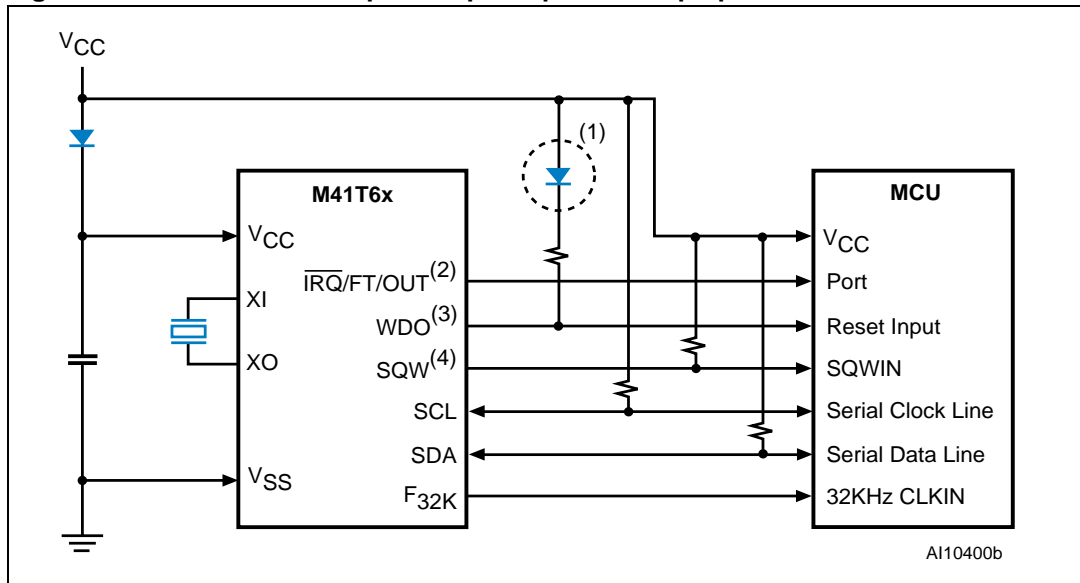 VCC
(1)
M41T6x
MCU
VCC
VCC
IRQ/FT/OUT(2)
Port
XI
WDO(3)
Reset Input
XO
SQW(4)
SQWIN
SCL
Serial Clock Line
SDA
Serial Data Line
VSS
F32K
32KHz CLKIN
AI10400b